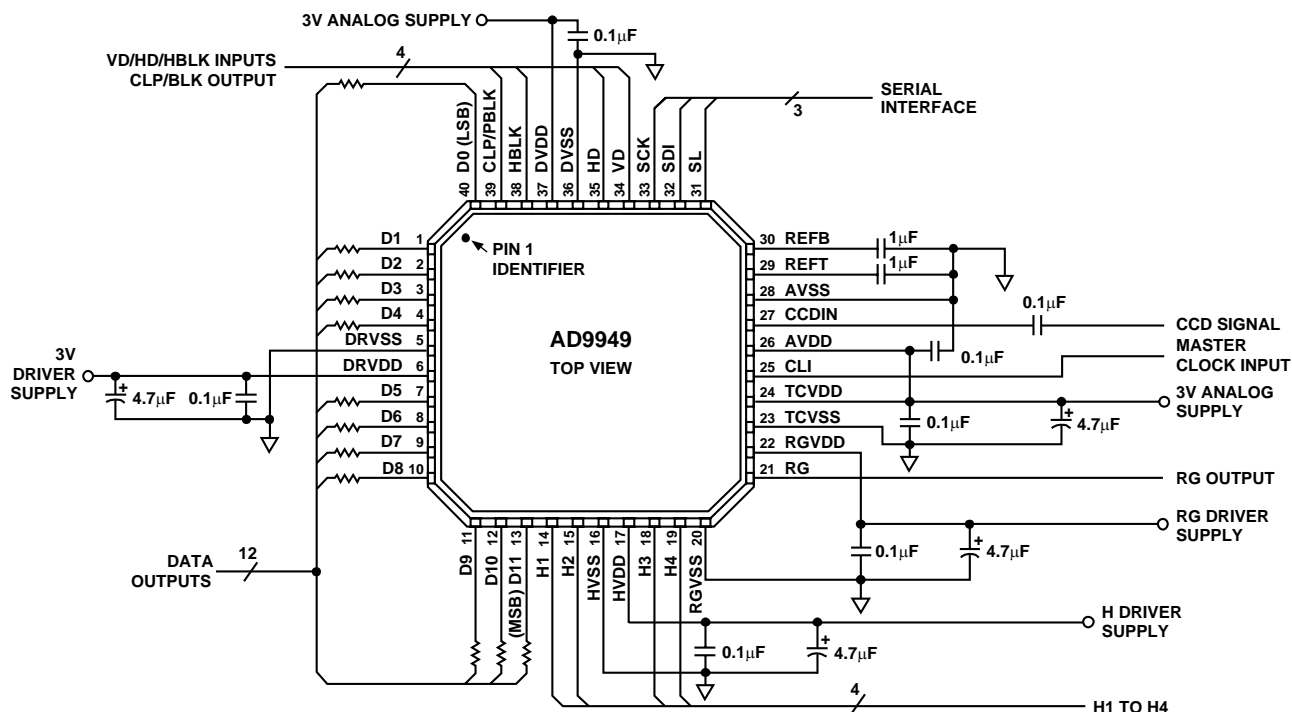 3V ANALOG SUPPLY
0.1µF
VD/HD/HBLK INPUTS
CLP/BLK OUTPUT
4
SERIAL
INTERFACE
3
40 D0 (LSB)
39 CLP/PBLK
38 HBLK
37 DVDD
36 DVSS
35 HD
34 VD
33 SCK
32 SDI
31 SL
D1 1
D2 2
D3 3
D4 4
DRVSS 5
DRVDD 6
D5 7
D6 8
D7 9
D8 10
3V
DRIVER
SUPPLY
+
4.7µF
0.1µF
PIN 1
IDENTIFIER
AD9949
TOP VIEW
30 REFB
1µF
29 REFT
1µF
28 AVSS
27 CCDIN
0.1µF
CCD SIGNAL
26 AVDD
0.1µF
MASTER
CLOCK INPUT
25 CLI
24 TCVDD
3V ANALOG
SUPPLY
23 TCVSS
0.1µF
+
4.7µF
22 RGVDD
21 RG
RG OUTPUT
RG DRIVER
SUPPLY
0.1µF
+
4.7µF
D9 11
D10 12
(MSB) D11 13
H1 14
H2 15
HVSS 16
HVDD 17
H3 18
H4 19
RGVSS 20
DATA
OUTPUTS
12
H DRIVER
SUPPLY
0.1µF
+
4.7µF
4
H1 TO H4